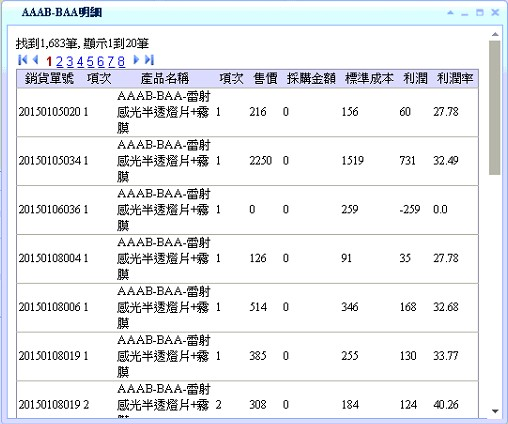 AAAB-BAA明細
找到1,683筆, 顯示1到20筆
1 2 3 4 5 6 7 8
銷貨單號 項次 產品名稱 項次 售價 採購金額 標準成本 利潤 利潤率
AAAB-BAA-雷射
20150105020 1 感光半透燈片+霧 1 216 0 156 60 27.78
膜
AAAB-BAA-雷射
20150105034 1 感光半透燈片+霧 1 2250 0 1519 731 32.49
膜
AAAB-BAA-雷射
20150106036 1 感光半透燈片+霧 1 0 0 259 -259 0.0
膜
AAAB-BAA-雷射
20150108004 1 感光半透燈片+霧 1 126 0 91 35 27.78
膜
AAAB-BAA-雷射
20150108006 1 感光半透燈片+霧 1 514 0 346 168 32.68
膜
AAAB-BAA-雷射
20150108019 1 感光半透燈片+霧 1 385 0 255 130 33.77
膜
AAAB-BAA-雷射
20150108019 2 感光半透燈片+霧 2 308 0 184 124 40.26
膜